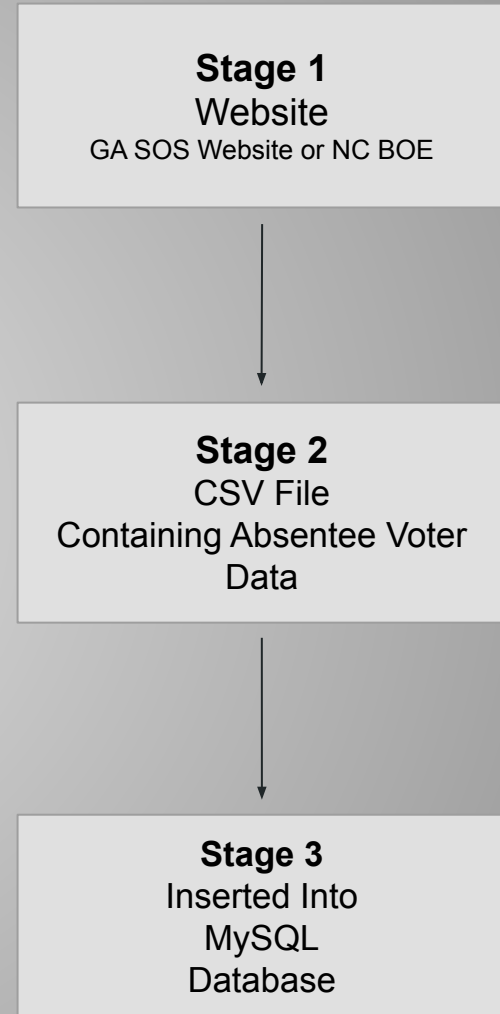 Stage 1
Website
GA SOS Website or NC BOE
Stage 2
CSV File
Containing Absentee Voter
Data
Stage 3
Inserted Into
MySQL
Database